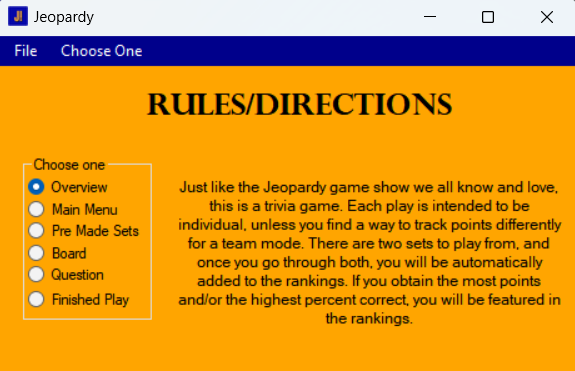 J!
Jeopardy
File Choose One
RULES/DIRECTIONS
Choose one
Overview
Main Menu
Pre Made Sets
Board
Question
Finished Play
Just like the Jeopardy game show we all know and love,
this is a trivia game. Each play is intended to be
individual, unless you find a way to track points differently
for a team mode. There are two sets to play from, and
once you go through both, you will be automatically
added to the rankings. If you obtain the most points
and/or the highest percent correct, you will be featured in
the rankings.